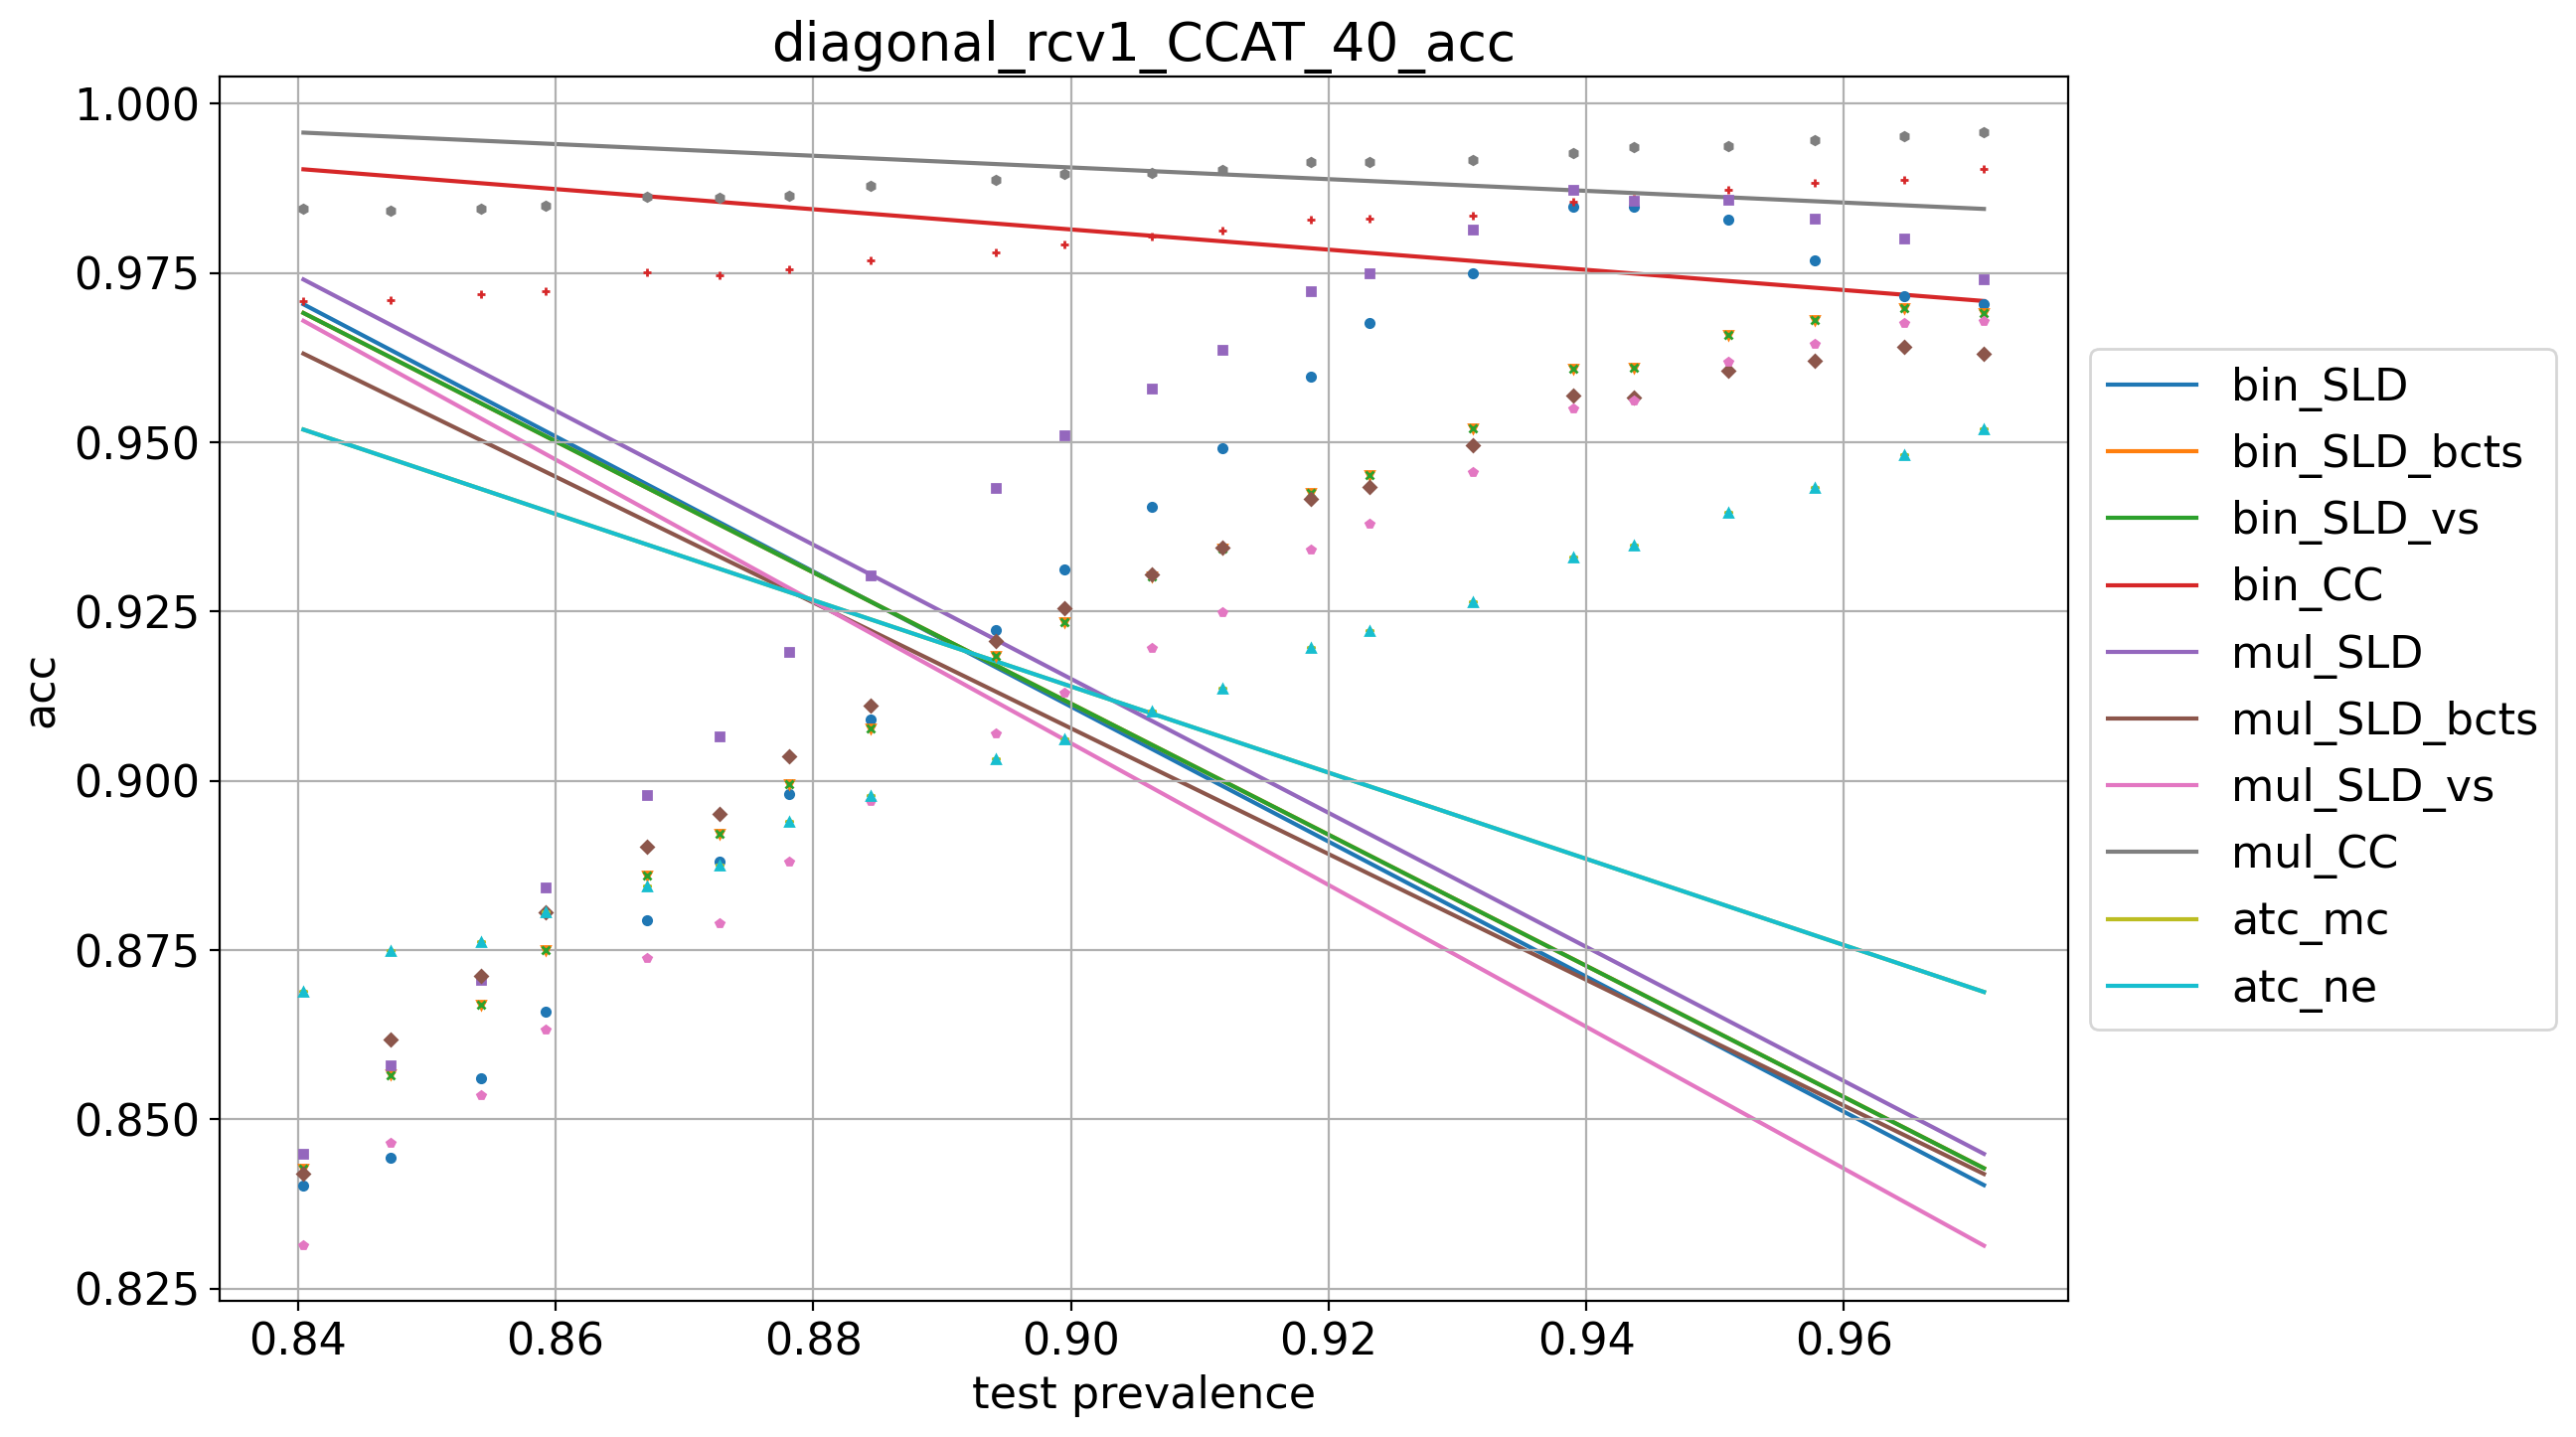 diagonal_rcv1_CCAT_40_acc
1.000
0.975
0.950
0.925
0.900
0.875
0.850
0.825
acc
0.84 0.86 0.88 0.90 0.92 0.94 0.96
test prevalence
bin_SLD
bin_SLD_bcts
bin_SLD_vs
bin_CC
mul_SLD
mul_SLD_bcts
mul_SLD_vs
mul_CC
atc_mc
atc_ne